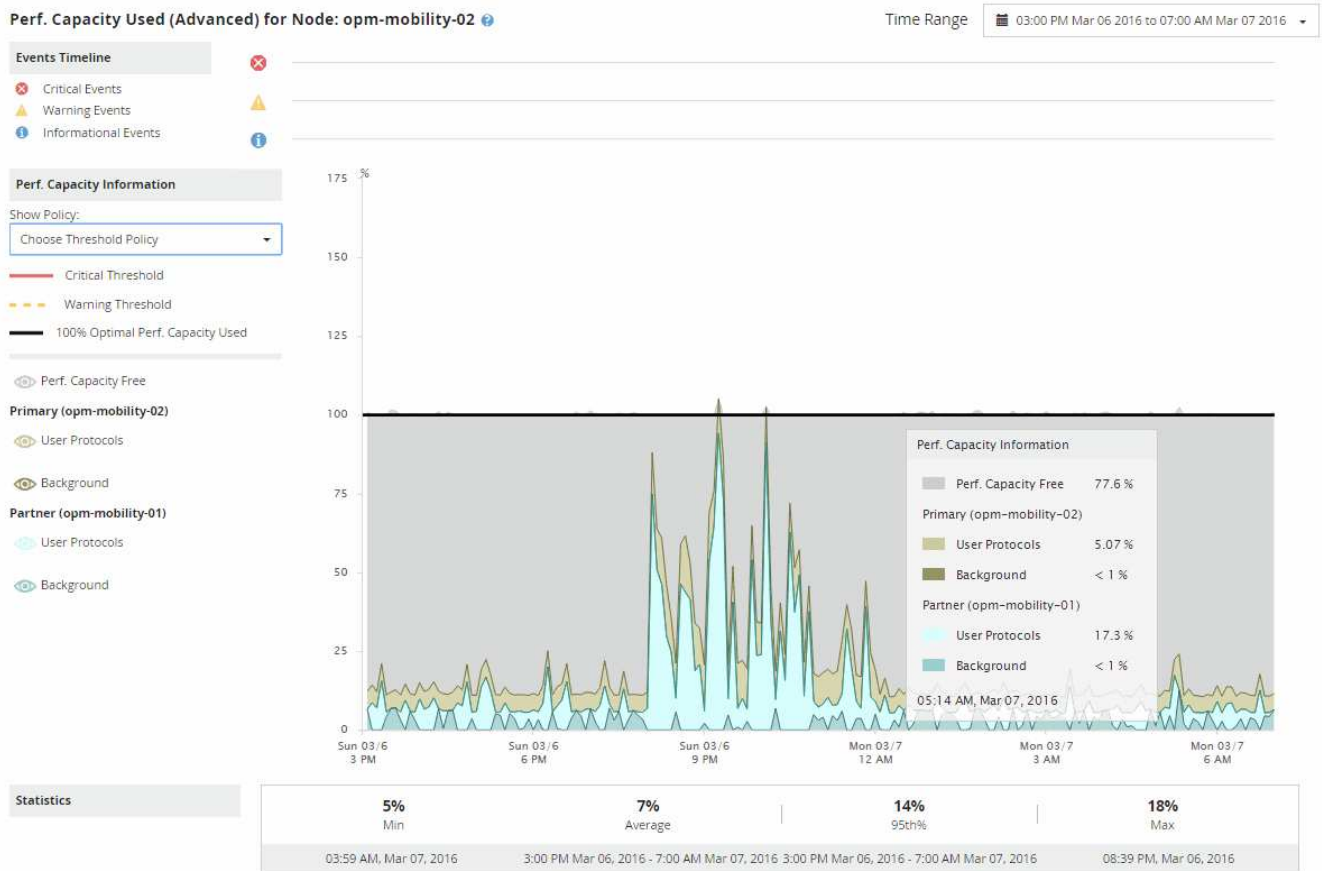 Perf. Capacity Used (Advanced) for Node: opm-mobility-02 ?
Time Range
03:00 PM Mar 06 2016 to 07:00 AM Mar 07 2016
Events Timeline
Critical Events
Warning Events
Informational Events
Perf. Capacity Information
Show Policy:
Choose Threshold Policy
Critical Threshold
Warning Threshold
100% Optimal Perf. Capacity Used
Perf. Capacity Free
Primary (opm-mobility-02)
User Protocols
Background
Partner (opm-mobility-01)
User Protocols
Background
%
175
150
125
100
75
50
25
0
Sun 03/6
3 PM
Sun 03/6
6 PM
Sun 03/6
9 PM
Mon 03/7
12 AM
Mon 03/7
3 AM
Mon 03/7
6 AM
Perf. Capacity Information
Perf. Capacity Free 77.6 %
Primary (opm-mobility-02)
User Protocols 5.07 %
Background < 1 %
Partner (opm-mobility-01)
User Protocols 17.3 %
Background < 1 %
05:14 AM, Mar 07, 2016
Statistics
5%
Min
7%
Average
14%
95th%
18%
Max
03:59 AM, Mar 07, 2016
3:00 PM Mar 06, 2016 - 7:00 AM Mar 07, 2016
3:00 PM Mar 06, 2016 - 7:00 AM Mar 07, 2016
08:39 PM, Mar 06, 2016